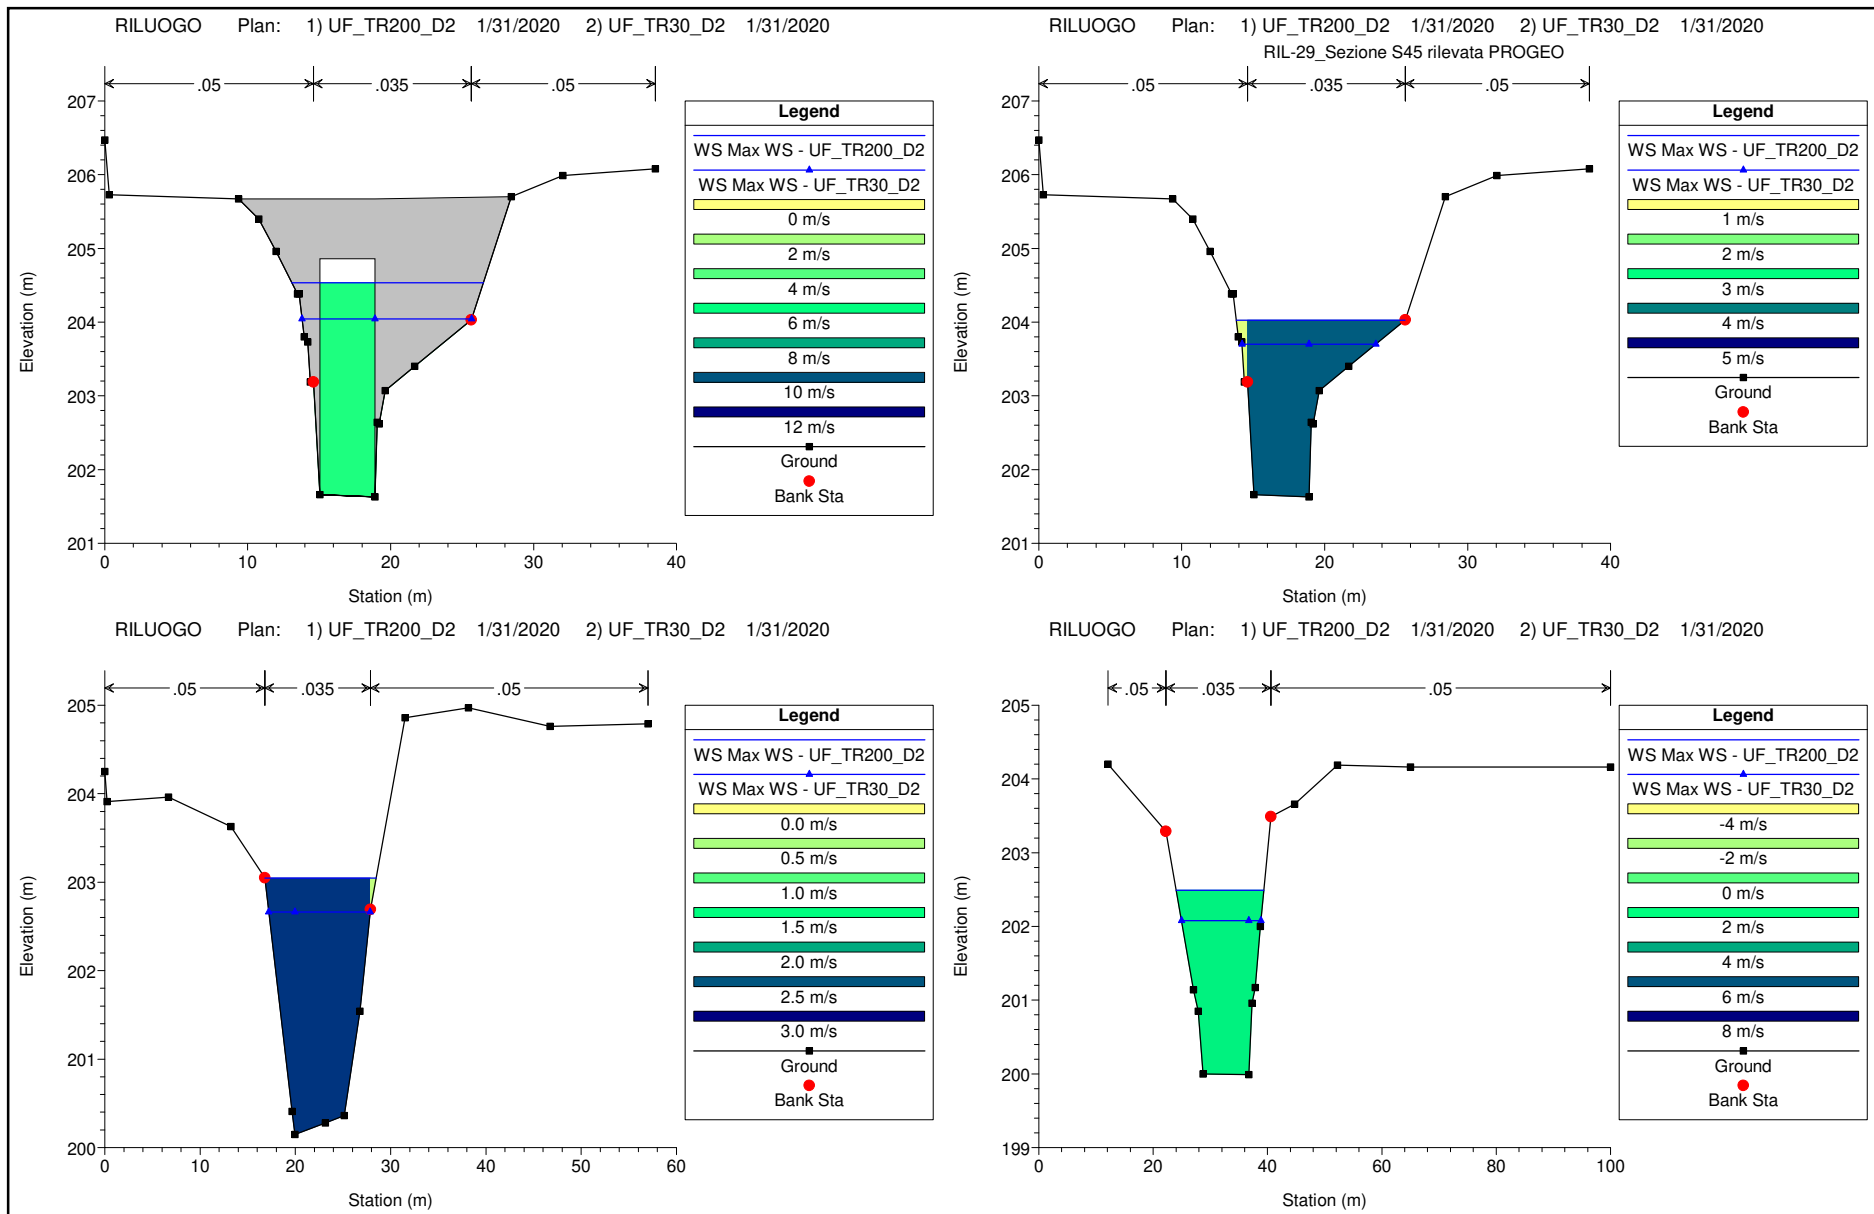 RILUOGO Plan: 1) UF_TR200_D2 1/31/2020 2) UF_TR30_D2 1/31/2020
.05 .035 .05
207
206
205
204
203
202
201
0 10 20 30 40
Station (m)
Elevation (m)
Legend
WS Max WS - UF_TR200_D2
WS Max WS - UF_TR30_D2
0 m/s
2 m/s
4 m/s
6 m/s
8 m/s
10 m/s
12 m/s
Ground
Bank Sta
RILUOGO Plan: 1) UF_TR200_D2 1/31/2020 2) UF_TR30_D2 1/31/2020
RIL-29_Sezione S45 rilevata PROGEO
.05 .035 .05
207
206
205
204
203
202
201
0 10 20 30 40
Station (m)
Elevation (m)
Legend
WS Max WS - UF_TR200_D2
WS Max WS - UF_TR30_D2
1 m/s
2 m/s
3 m/s
4 m/s
5 m/s
Ground
Bank Sta
RILUOGO Plan: 1) UF_TR200_D2 1/31/2020 2) UF_TR30_D2 1/31/2020
.05 .035 .05
205
204
203
202
201
200
0 10 20 30 40 50 60
Station (m)
Elevation (m)
Legend
WS Max WS - UF_TR200_D2
WS Max WS - UF_TR30_D2
0.0 m/s
0.5 m/s
1.0 m/s
1.5 m/s
2.0 m/s
2.5 m/s
3.0 m/s
Ground
Bank Sta
RILUOGO Plan: 1) UF_TR200_D2 1/31/2020 2) UF_TR30_D2 1/31/2020
.05 .035 .05
205
204
203
202
201
200
199
0 20 40 60 80 100
Station (m)
Elevation (m)
Legend
WS Max WS - UF_TR200_D2
WS Max WS - UF_TR30_D2
-4 m/s
-2 m/s
0 m/s
2 m/s
4 m/s
6 m/s
8 m/s
Ground
Bank Sta